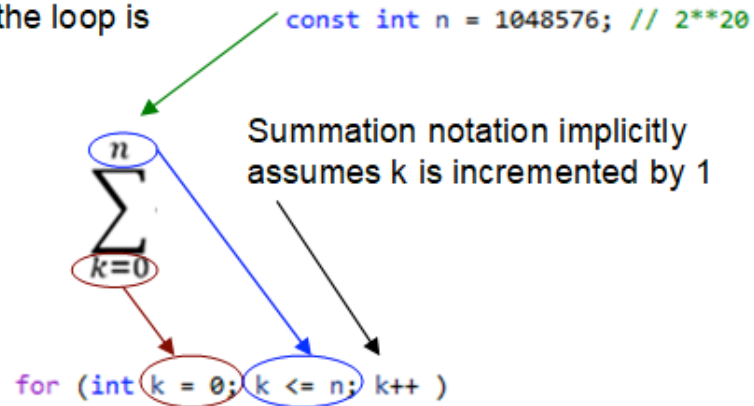 the loop is
const int n = 1048576; // 2**20
Summation notation implicitly
assumes k is incremented by 1
n
∑
k=0
for (int k = 0; k <= n; k++ )